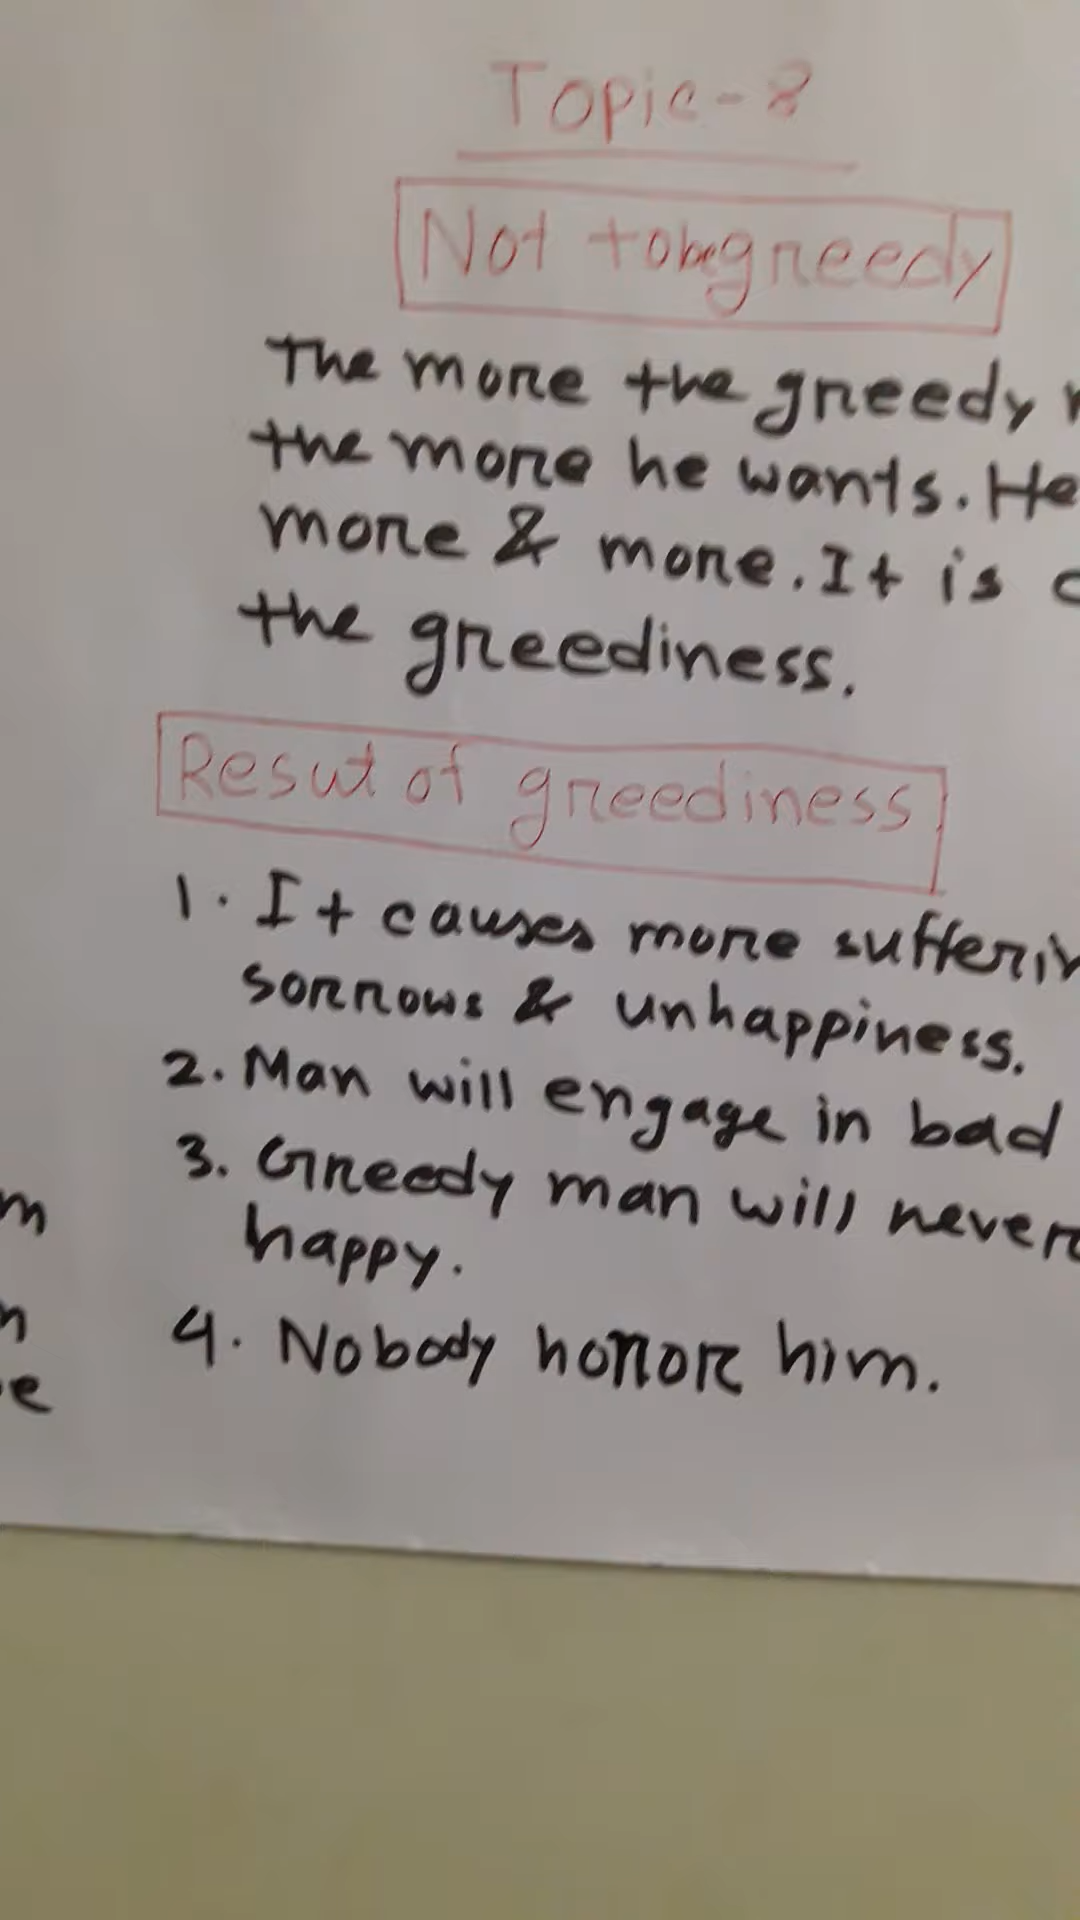 Topic-8
Not to be greedy
The more the greedy
the more he wants. He
more & more. It is
the greediness.
Resut of greediness
1. It causes more sufferin
sorrows & unhappiness.
2. Man will engage in bad
3. Greedy man will never
happy.
4. Nobody honor him.
m
n
e